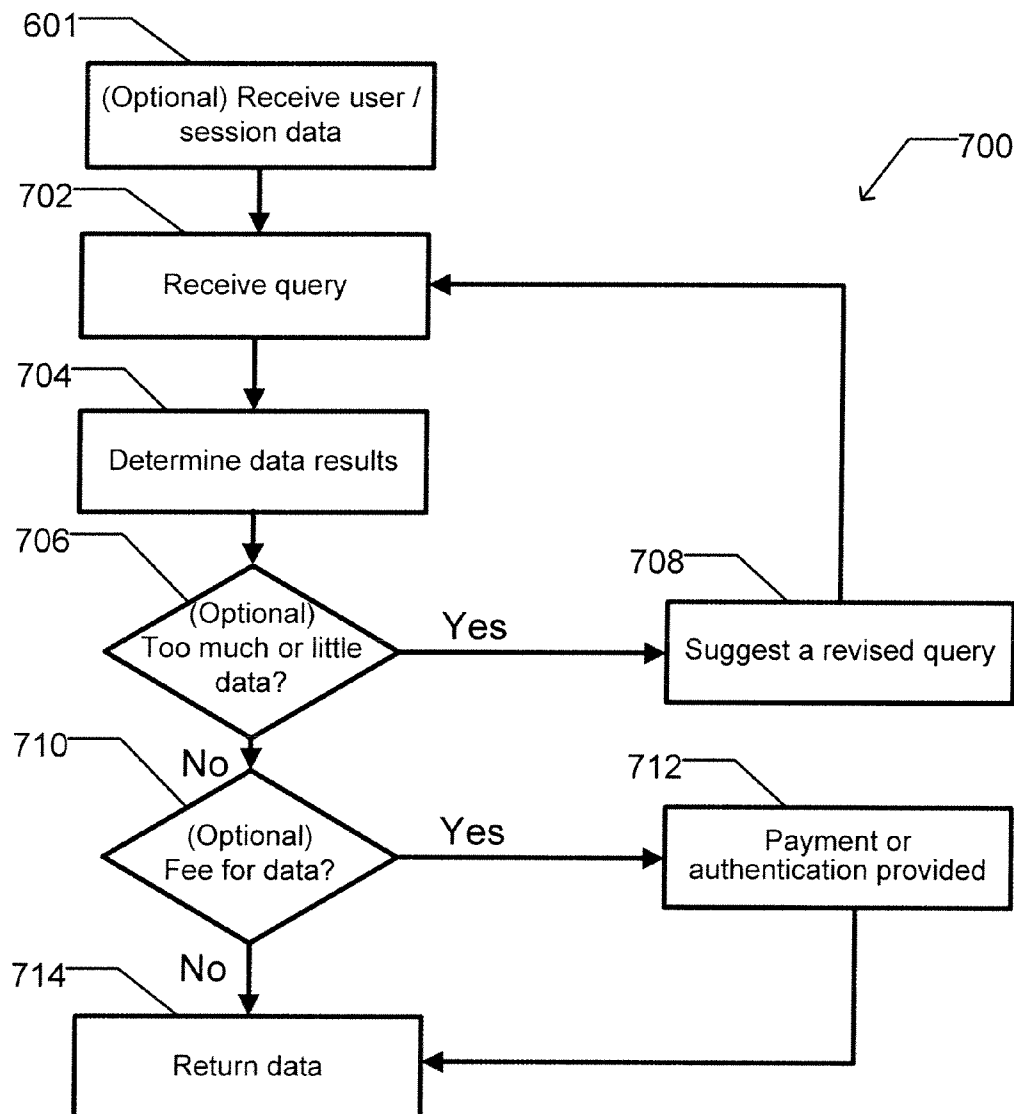 601
(Optional) Receive user /
session data
700
702
Receive query
704
Determine data results
706
(Optional)
Too much or little
data?
Yes
708
Suggest a revised query
No
710
(Optional)
Fee for data?
Yes
712
Payment or
authentication provided
No
714
Return data